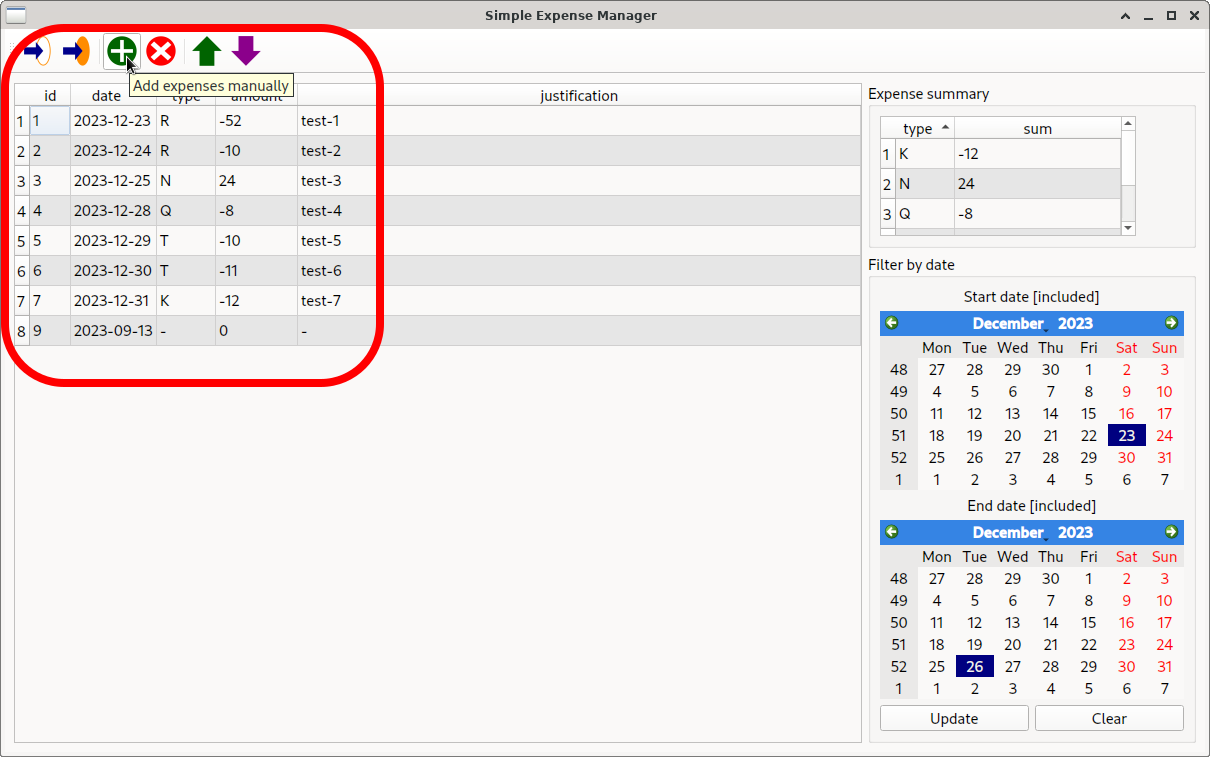 Simple Expense Manager
Add expenses manually
id date type amount justification
1 1 2023-12-23 R -52 test-1
2 2 2023-12-24 R -10 test-2
3 3 2023-12-25 N 24 test-3
4 4 2023-12-28 Q -8 test-4
5 5 2023-12-29 T -10 test-5
6 6 2023-12-30 T -11 test-6
7 7 2023-12-31 K -12 test-7
8 9 2023-09-13 - 0 -
Expense summary
type sum
1 K -12
2 N 24
3 Q -8
Filter by date
Start date [included]
December 2023
Mon Tue Wed Thu Fri Sat Sun
48 27 28 29 30 1 2 3
49 4 5 6 7 8 9 10
50 11 12 13 14 15 16 17
51 18 19 20 21 22 23 24
52 25 26 27 28 29 30 31
1 1 2 3 4 5 6 7
End date [included]
December 2023
Mon Tue Wed Thu Fri Sat Sun
48 27 28 29 30 1 2 3
49 4 5 6 7 8 9 10
50 11 12 13 14 15 16 17
51 18 19 20 21 22 23 24
52 25 26 27 28 29 30 31
1 1 2 3 4 5 6 7
Update Clear